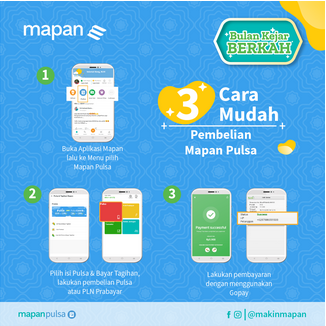 mapan
Bulan Kejar
BERKAH
1
Buka Aplikasi Mapan
lalu ke Menu pilih
Mapan Pulsa
3 Cara
Mudah
Pembelian
Mapan Pulsa
2
Pilih isi Pulsa & Bayar Tagihan,
lakukan pembelian Pulsa
atau PLN Prabayar.
3
Payment successful
Lakukan pembayaran
dengan menggunakan
Gopay
mapanpulsa
@makinmapan